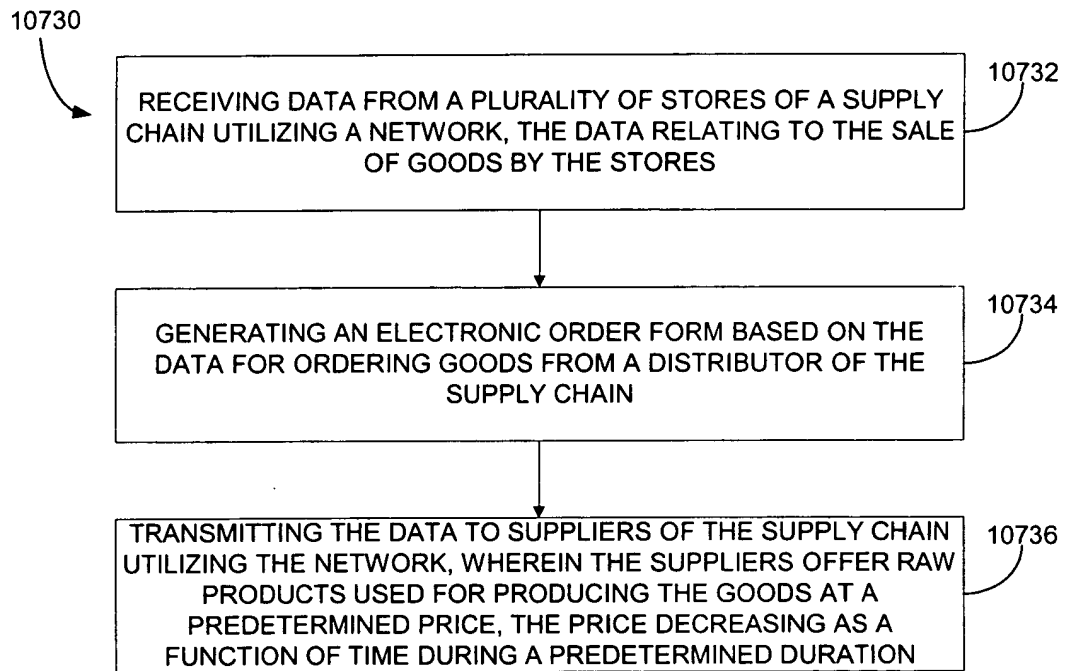 10730
10732
RECEIVING DATA FROM A PLURALITY OF STORES OF A SUPPLY
CHAIN UTILIZING A NETWORK, THE DATA RELATING TO THE SALE
OF GOODS BY THE STORES
10734
GENERATING AN ELECTRONIC ORDER FORM BASED ON THE
DATA FOR ORDERING GOODS FROM A DISTRIBUTOR OF THE
SUPPLY CHAIN
10736
TRANSMITTING THE DATA TO SUPPLIERS OF THE SUPPLY CHAIN
UTILIZING THE NETWORK, WHEREIN THE SUPPLIERS OFFER RAW
PRODUCTS USED FOR PRODUCING THE GOODS AT A
PREDETERMINED PRICE, THE PRICE DECREASING AS A
FUNCTION OF TIME DURING A PREDETERMINED DURATION